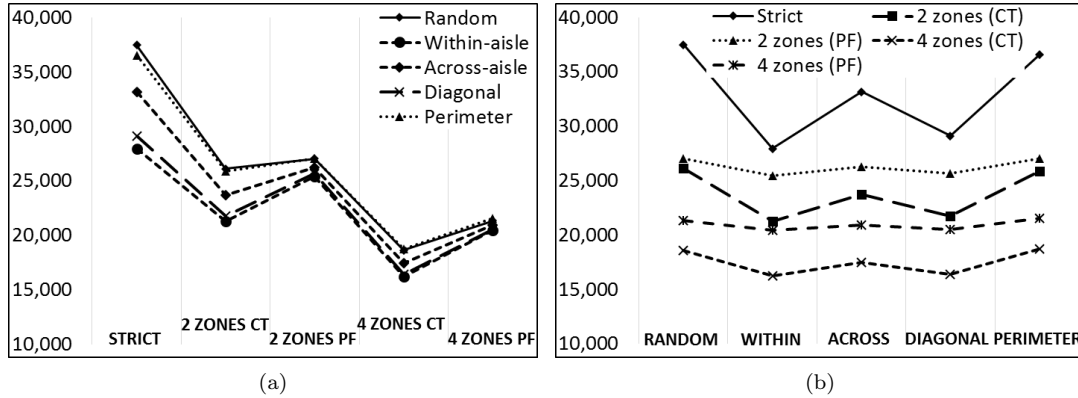 40,000
35,000
30,000
25,000
20,000
15,000
10,000
Random
Within-aisle
Across-aisle
Diagonal
Perimeter
STRICT
2 ZONES CT
2 ZONES PF
4 ZONES CT
4 ZONES PF
(a)
40,000
35,000
30,000
25,000
20,000
15,000
10,000
Strict
2 zones (CT)
2 zones (PF)
4 zones (CT)
4 zones (PF)
RANDOM
WITHIN
ACROSS
DIAGONAL
PERIMETER
(b)